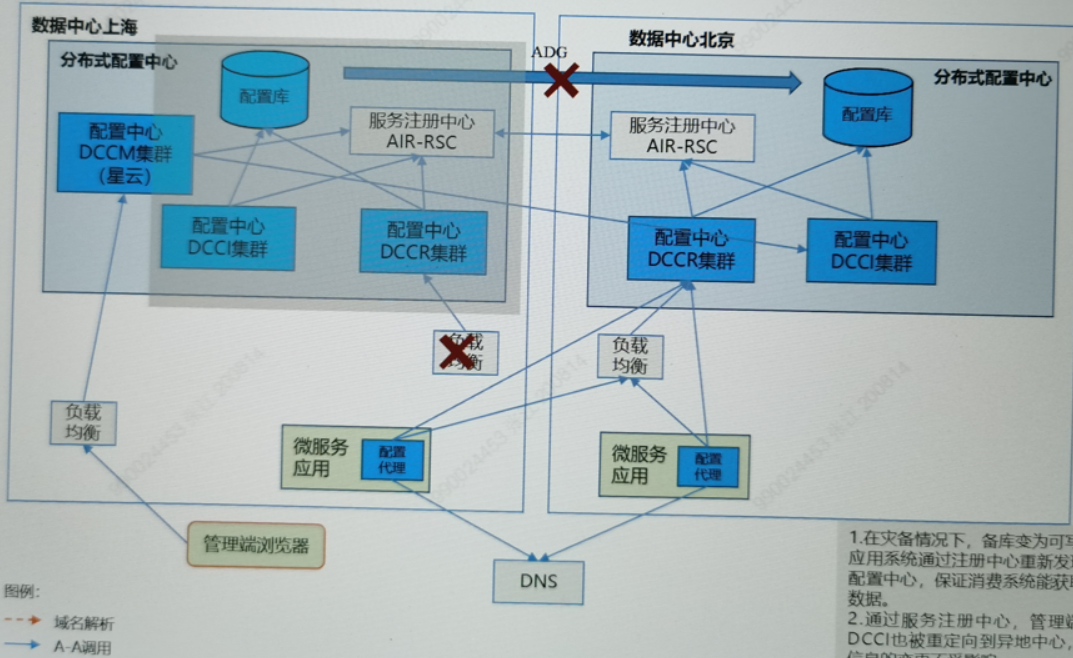 数据中心上海
分布式配置中心
配置库
配置中心
DCCM集群
(星云)
服务注册中心
AIR-RSC
配置中心
DCCI集群
配置中心
DCCR集群
负载
均衡
ADG
数据中心北京
分布式配置中心
配置库
服务注册中心
AIR-RSC
配置中心
DCCR集群
配置中心
DCCI集群
负载
均衡
负载
均衡
微服务
应用
配置
代理
微服务
应用
配置
代理
管理端浏览器
DNS
图例:
域名解析
A-A调用
1.在灾备情况下，备库变为可写
应用系统通过注册中心重新发现
配置中心，保证消费系统能获取
数据。
2.通过服务注册中心，管理端
DCCI也被重定向到异地中心，